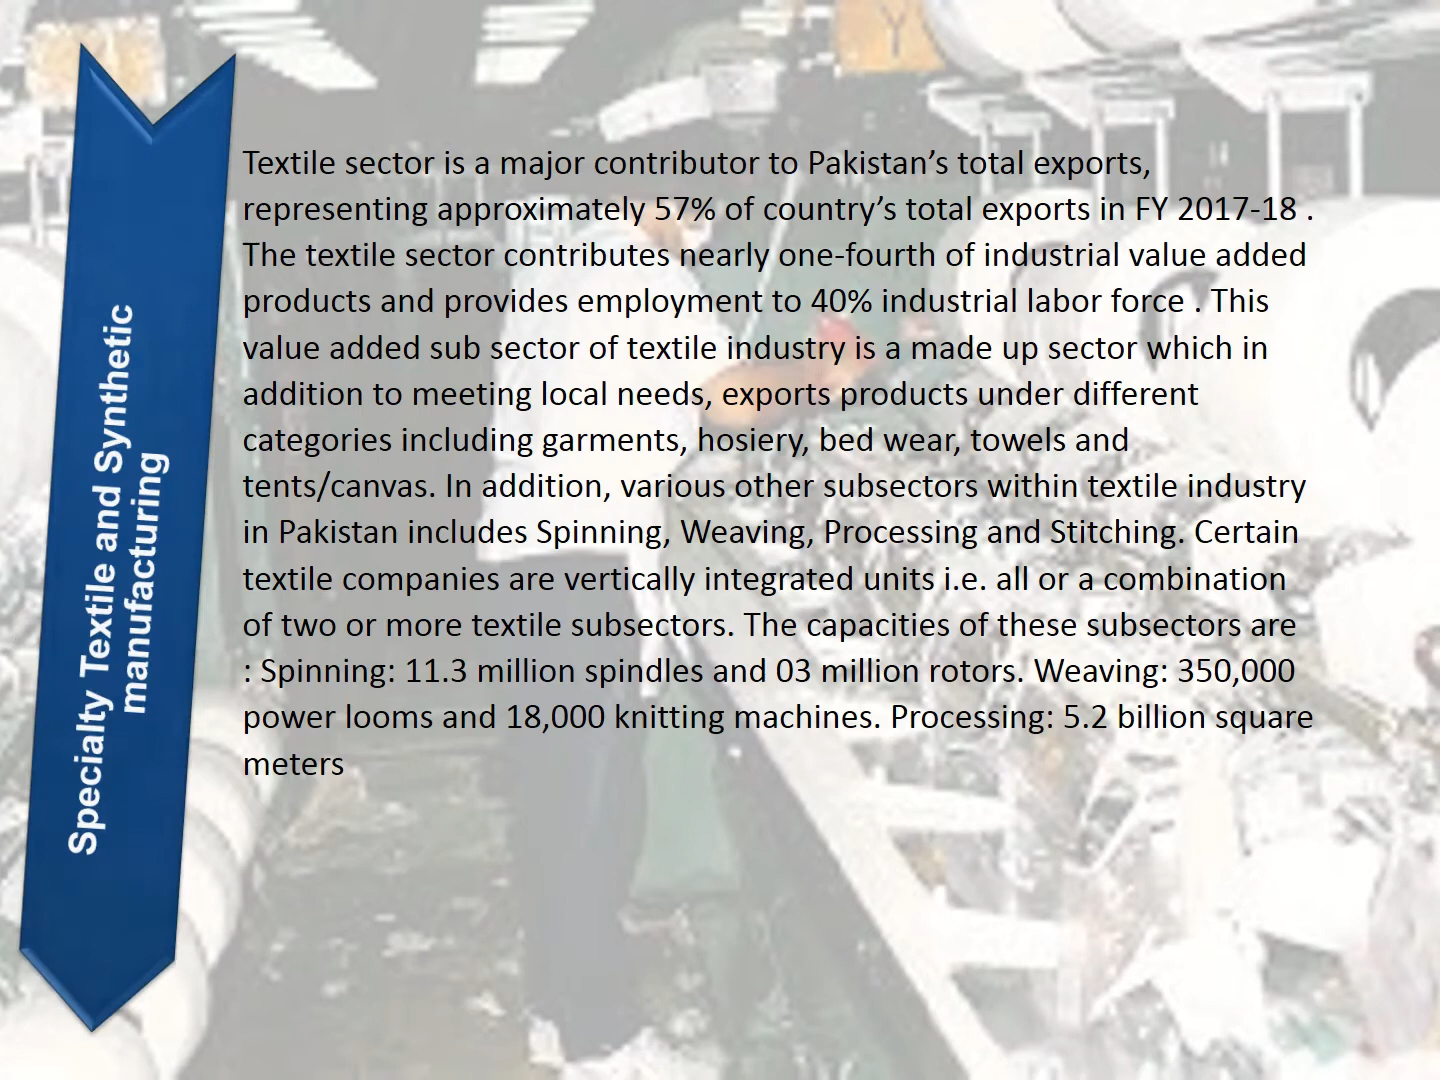 Specialty Textile and Synthetic
manufacturing
Textile sector is a major contributor to Pakistan’s total exports,
representing approximately 57% of country’s total exports in FY 2017-18 .
The textile sector contributes nearly one-fourth of industrial value added
products and provides employment to 40% industrial labor force . This
value added sub sector of textile industry is a made up sector which in
addition to meeting local needs, exports products under different
categories including garments, hosiery, bed wear, towels and
tents/canvas. In addition, various other subsectors within textile industry
in Pakistan includes Spinning, Weaving, Processing and Stitching. Certain
textile companies are vertically integrated units i.e. all or a combination
of two or more textile subsectors. The capacities of these subsectors are
: Spinning: 11.3 million spindles and 03 million rotors. Weaving: 350,000
power looms and 18,000 knitting machines. Processing: 5.2 billion square
meters
Y